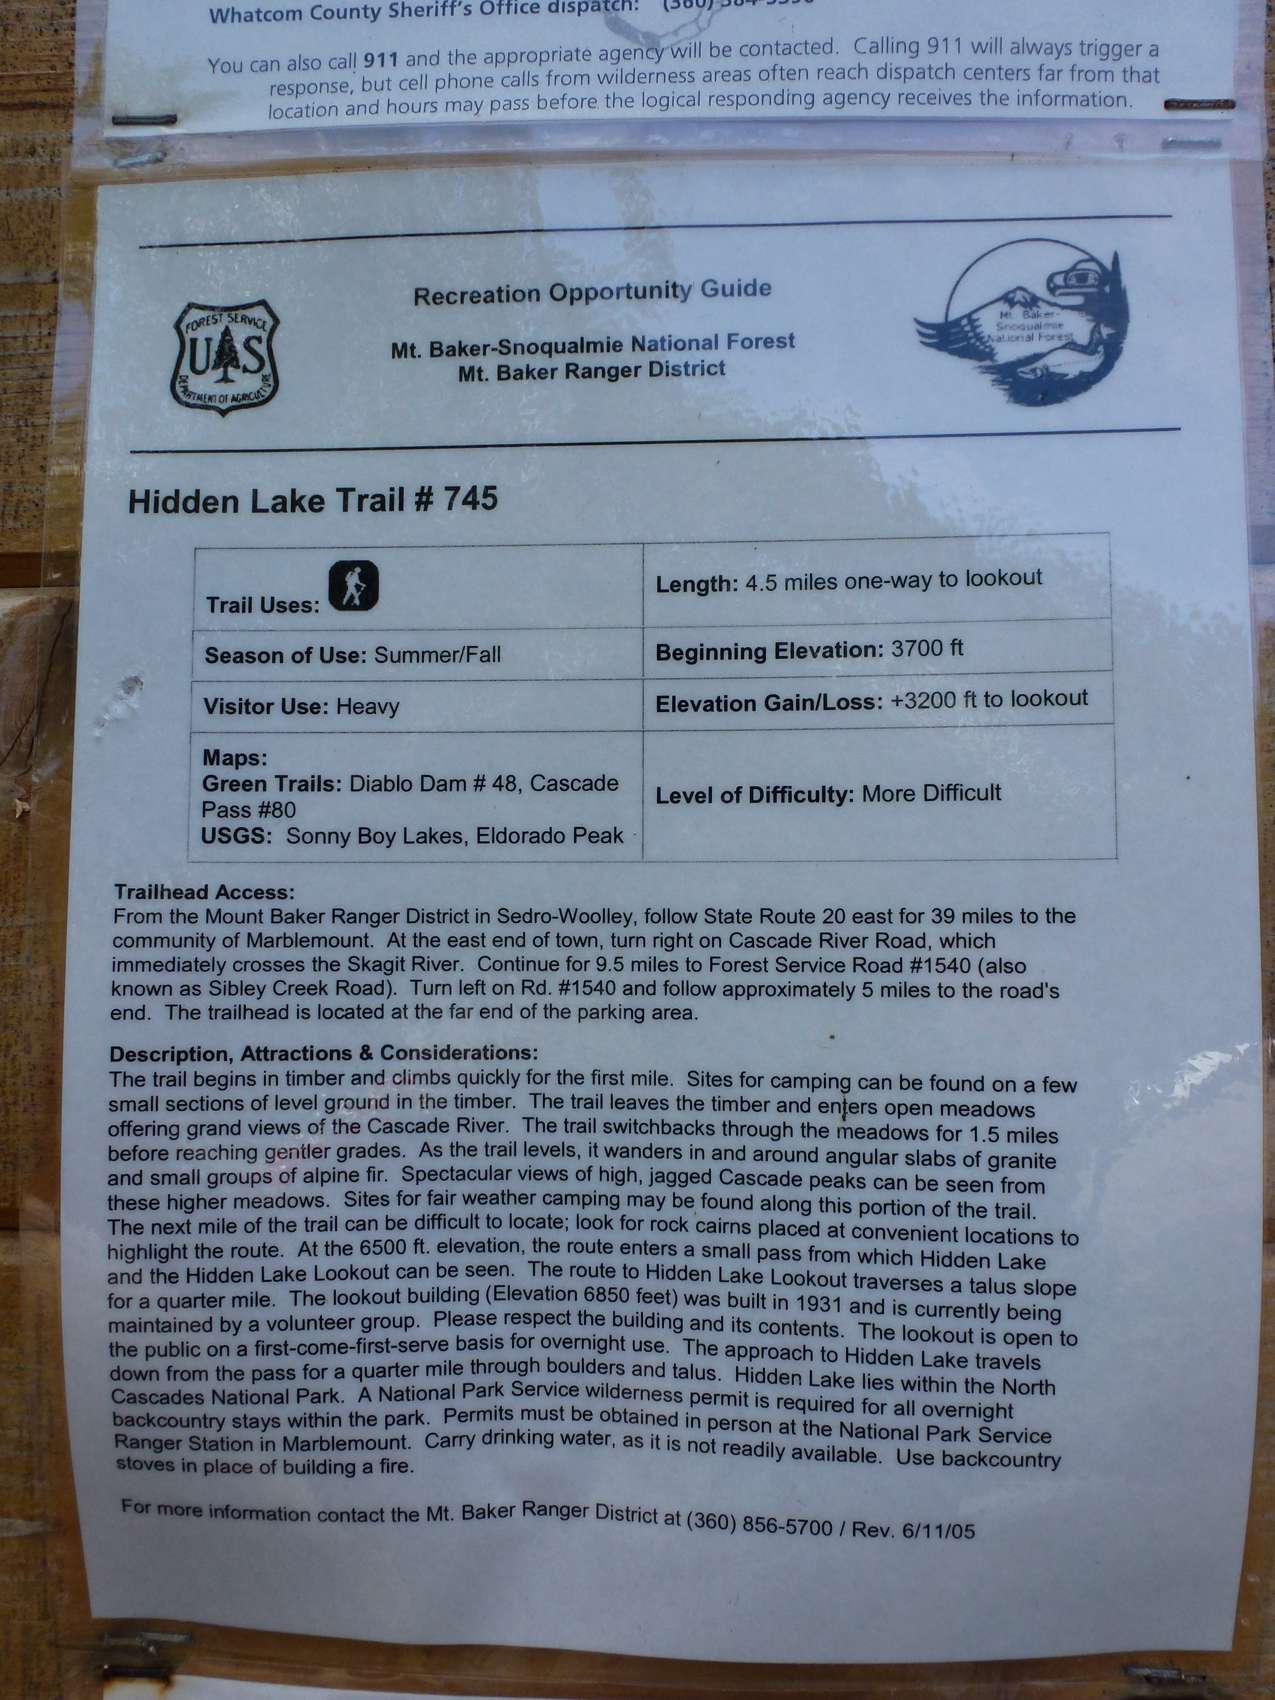 Whatcom County Sheriff's Office dispatch: (360)
You can also call 911 and the appropriate agency will be contacted. Calling 911 will always trigger a
response, but cell phone calls from wilderness areas often reach dispatch centers far from that
location and hours may pass before the logical responding agency receives the information.
FOREST SERVICE
UAS
DEPARTMENT OF AGRICULTURE
Recreation Opportunity Guide
Mt. Baker-Snoqualmie National Forest
Mt. Baker Ranger District
Mt. Baker-
Snoqualmie
National Forest
Hidden Lake Trail # 745
Trail Uses:
Length: 4.5 miles one-way to lookout
Season of Use: Summer/Fall
Beginning Elevation: 3700 ft
Visitor Use: Heavy
Elevation Gain/Loss: +3200 ft to lookout
Maps:
Green Trails: Diablo Dam # 48, Cascade
Pass #80
USGS: Sonny Boy Lakes, Eldorado Peak
Level of Difficulty: More Difficult
Trailhead Access:
From the Mount Baker Ranger District in Sedro-Woolley, follow State Route 20 east for 39 miles to the
community of Marblemount. At the east end of town, turn right on Cascade River Road, which
immediately crosses the Skagit River. Continue for 9.5 miles to Forest Service Road #1540 (also
known as Sibley Creek Road). Turn left on Rd. #1540 and follow approximately 5 miles to the road's
end. The trailhead is located at the far end of the parking area.
Description, Attractions & Considerations:
The trail begins in timber and climbs quickly for the first mile. Sites for camping can be found on a few
small sections of level ground in the timber. The trail leaves the timber and enters open meadows
offering grand views of the Cascade River. The trail switchbacks through the meadows for 1.5 miles
before reaching gentler grades. As the trail levels, it wanders in and around angular slabs of granite
and small groups of alpine fir. Spectacular views of high, jagged Cascade peaks can be seen from
these higher meadows. Sites for fair weather camping may be found along this portion of the trail.
The next mile of the trail can be difficult to locate; look for rock cairns placed at convenient locations to
highlight the route. At the 6500 ft. elevation, the route enters a small pass from which Hidden Lake
and the Hidden Lake Lookout can be seen. The route to Hidden Lake Lookout traverses a talus slope
for a quarter mile. The lookout building (Elevation 6850 feet) was built in 1931 and is currently being
maintained by a volunteer group. Please respect the building and its contents. The lookout is open to
the public on a first-come-first-serve basis for overnight use. The approach to Hidden Lake travels
down from the pass for a quarter mile through boulders and talus. Hidden Lake lies within the North
Cascades National Park. A National Park Service wilderness permit is required for all overnight
backcountry stays within the park. Permits must be obtained in person at the National Park Service
Ranger Station in Marblemount. Carry drinking water, as it is not readily available. Use backcountry
stoves in place of building a fire.
For more information contact the Mt. Baker Ranger District at (360) 856-5700 / Rev. 6/11/05